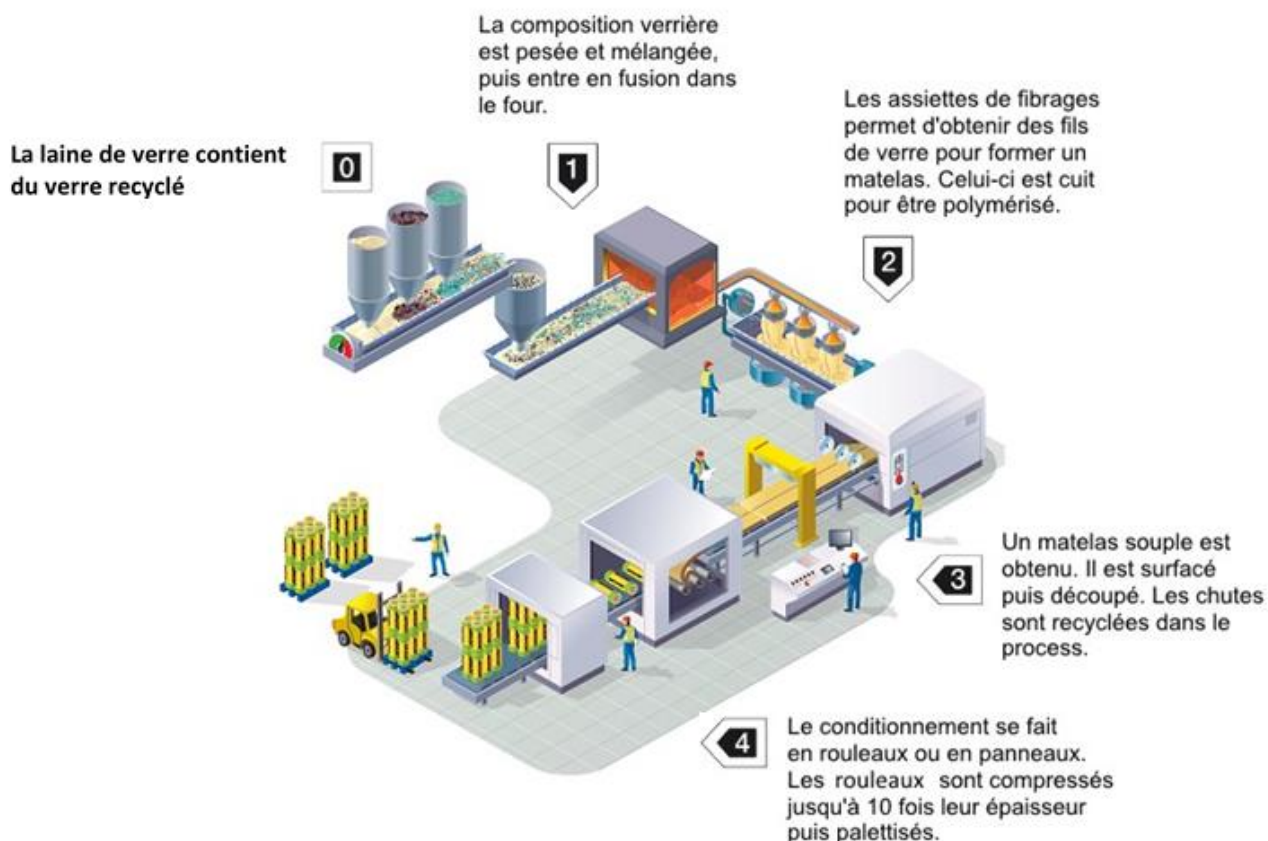 La composition verrière
est pesée et mélangée,
puis entre en fusion dans
le four.
Les assiettes de fibrages
permet d'obtenir des fils
de verre pour former un
matelas. Celui-ci est cuit
pour être polymérisé.
La laine de verre contient
du verre recyclé
0
1
2
Un matelas souple est
obtenu. Il est surfacé
puis découpé. Les chutes
sont recyclées dans le
process.
3
Le conditionnement se fait
en rouleaux ou en panneaux.
Les rouleaux sont compressés
jusqu'à 10 fois leur épaisseur
puis palettisés.
4